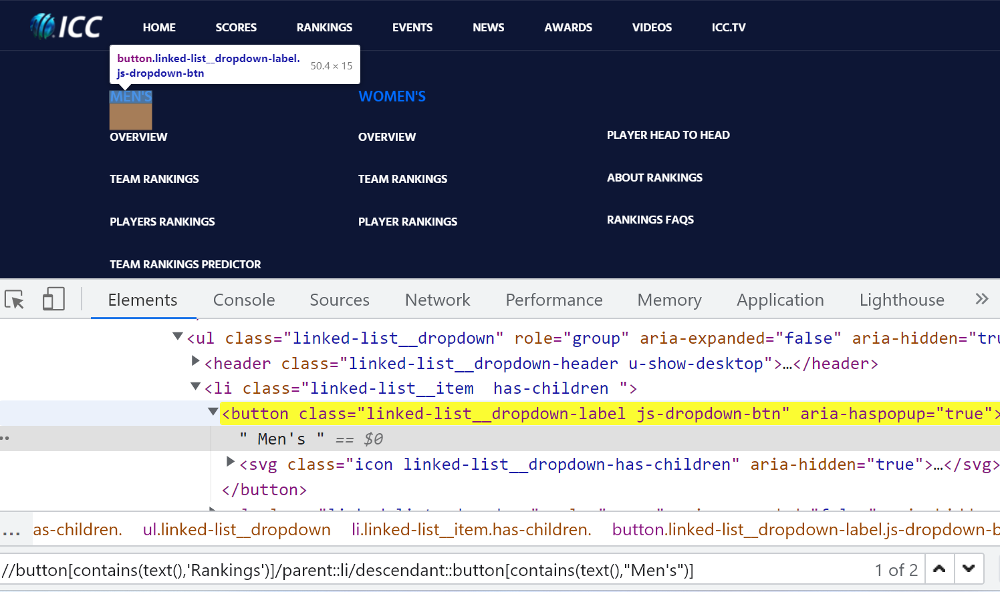 ICC HOME SCORES RANKINGS EVENTS NEWS AWARDS VIDEOS ICC.TV
button.linked-list__dropdown-label.
js-dropdown-btn
50.4 × 15
MEN'S WOMEN'S
OVERVIEW OVERVIEW PLAYER HEAD TO HEAD
TEAM RANKINGS TEAM RANKINGS ABOUT RANKINGS
PLAYERS RANKINGS PLAYER RANKINGS RANKINGS FAQS
TEAM RANKINGS PREDICTOR
Elements Console Sources Network Performance Memory Application Lighthouse »
<ul class="linked-list__dropdown" role="group" aria-expanded="false" aria-hidden="tru
<header class="linked-list__dropdown-header u-show-desktop">…</header>
<li class="linked-list__item  has-children ">
<button class="linked-list__dropdown-label js-dropdown-btn" aria-haspopup="true">
" Men's " == $0
<svg class="icon linked-list__dropdown-has-children" aria-hidden="true">…</svg>
</button>
... as-children. ul.linked-list__dropdown li.linked-list__item.has-children. button.linked-list__dropdown-label.js-dropdown-b
//button[contains(text(),'Rankings')]/parent::li/descendant::button[contains(text(),"Men's")] 1 of 2